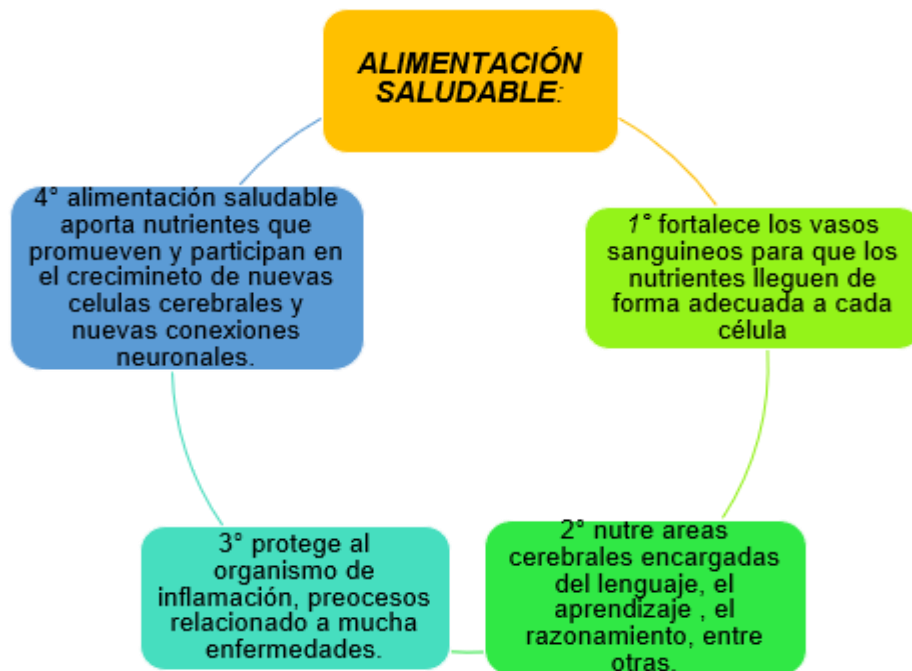 ALIMENTACIÓN
SALUDABLE:
1° fortalece los vasos
sanguineos para que los
nutrientes lleguen de
forma adecuada a cada
célula
2° nutre areas
cerebrales encargadas
del lenguaje, el
aprendizaje , el
razonamiento, entre
otras.
3° protege al
organismo de
inflamación, preocesos
relacionado a mucha
enfermedades.
4° alimentación saludable
aporta nutrientes que
promueven y participan en
el crecimineto de nuevas
celulas cerebrales y
nuevas conexiones
neuronales.